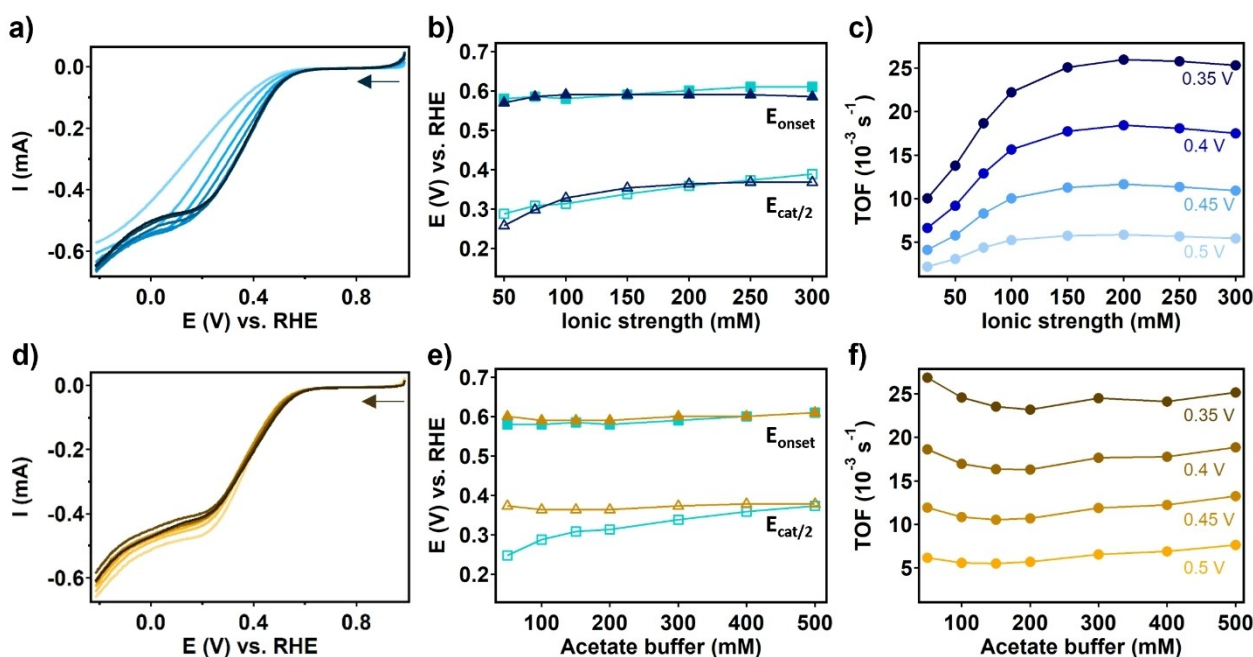 a)
0.0
-0.2
-0.4
-0.6
I (mA)
0.0 0.4 0.8
E (V) vs. RHE
b)
0.7
0.6
0.5
0.4
0.3
0.2
E (V) vs. RHE
E_onset
E_cat/2
50 100 150 200 250 300
Ionic strength (mM)
c)
25
20
15
10
5
TOF (10⁻³ s⁻¹)
0.35 V
0.4 V
0.45 V
0.5 V
50 100 150 200 250 300
Ionic strength (mM)
d)
0.0
-0.2
-0.4
-0.6
I (mA)
0.0 0.4 0.8
E (V) vs. RHE
e)
0.7
0.6
0.5
0.4
0.3
0.2
E (V) vs. RHE
E_onset
E_cat/2
100 200 300 400 500
Acetate buffer (mM)
f)
25
20
15
10
5
TOF (10⁻³ s⁻¹)
0.35 V
0.4 V
0.45 V
0.5 V
100 200 300 400 500
Acetate buffer (mM)